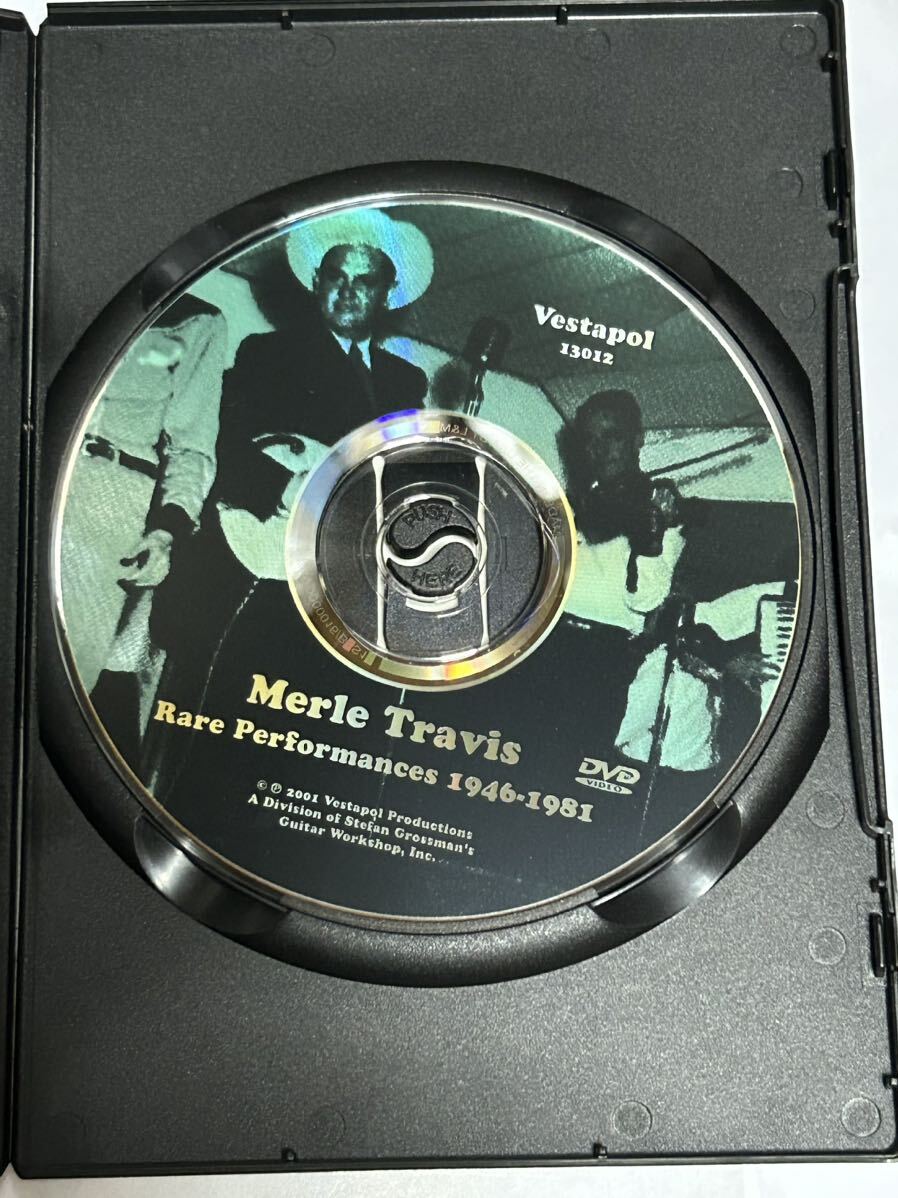 Vestapol
13012
PUSH
HERE
Merle Travis
Rare Performances 1946-1981
DVD
VIDEO
© ℗ 2001 Vestapol Productions
A Division of Stefan Grossman's
Guitar Workshop, Inc.